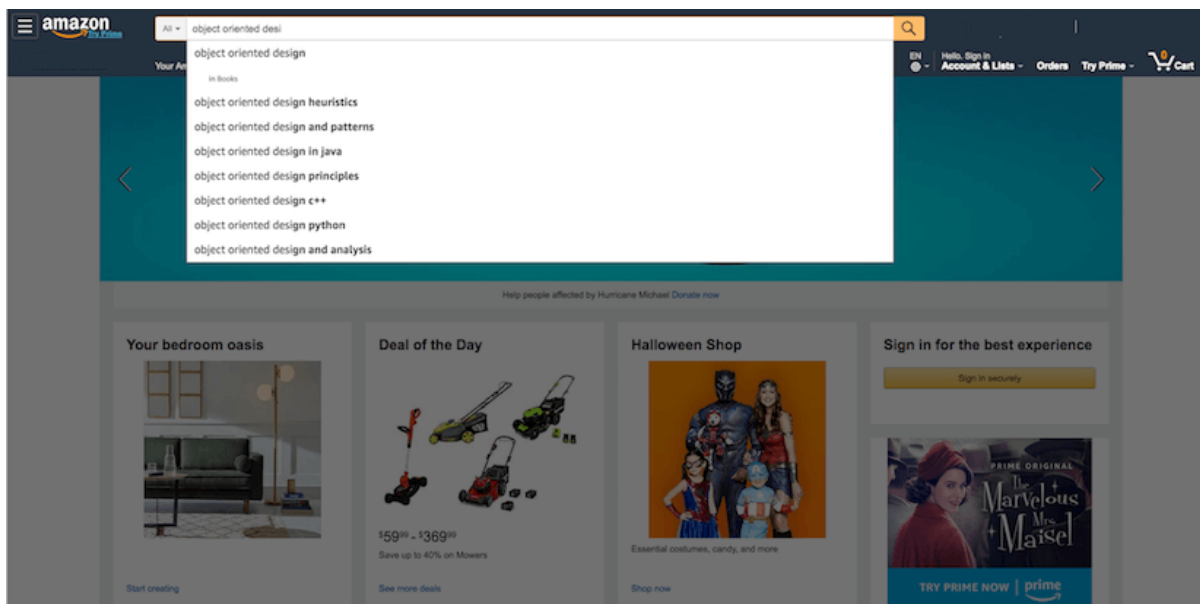 amazon
Try Prime
All
object oriented desi
object oriented design
in Books
object oriented design heuristics
object oriented design and patterns
object oriented design in java
object oriented design principles
object oriented design c++
object oriented design python
object oriented design and analysis
Your Am
EN
Hello. Sign in
Account & Lists
Orders
Try Prime
0
Cart
Help people affected by Hurricane Michael Donate now
Your bedroom oasis
Start creating
Deal of the Day
$59⁹⁹ - $369⁹⁹
Save up to 40% on Mowers
See more deals
Halloween Shop
Essential costumes, candy, and more
Shop now
Sign in for the best experience
Sign in securely
PRIME ORIGINAL
The
Marvelous
Mrs.
Maisel
TRY PRIME NOW | prime